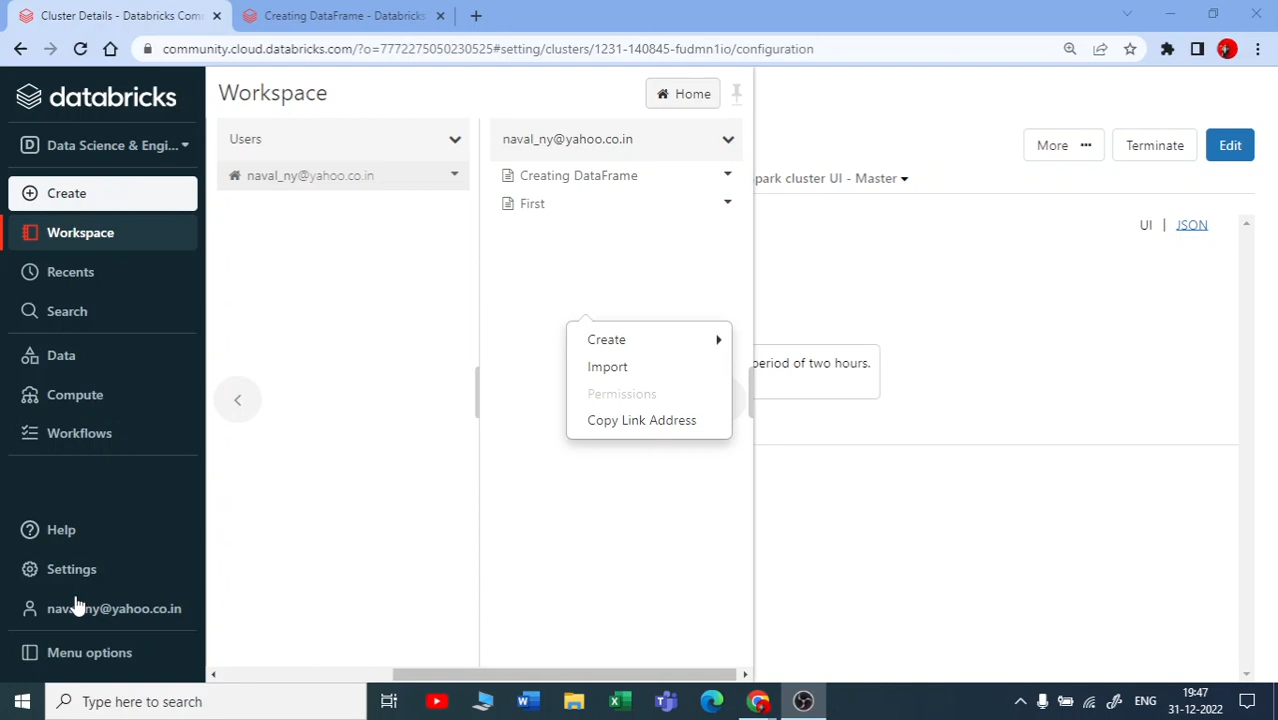 Cluster Details - Databricks Com
Creating DataFrame - Databricks
community.cloud.databricks.com/?o=7772275050230525#setting/clusters/1231-140845-fudmn1io/configuration
databricks
Data Science & Engi...
Create
Workspace
Recents
Search
Data
Compute
Workflows
Help
Settings
naval_ny@yahoo.co.in
Menu options
Workspace
Home
Users
naval_ny@yahoo.co.in
naval_ny@yahoo.co.in
Creating DataFrame
First
Create
Import
Permissions
Copy Link Address
More ...
Terminate
Edit
park cluster UI - Master
UI | JSON
period of two hours.
Type here to search
ENG
19:47
31-12-2022